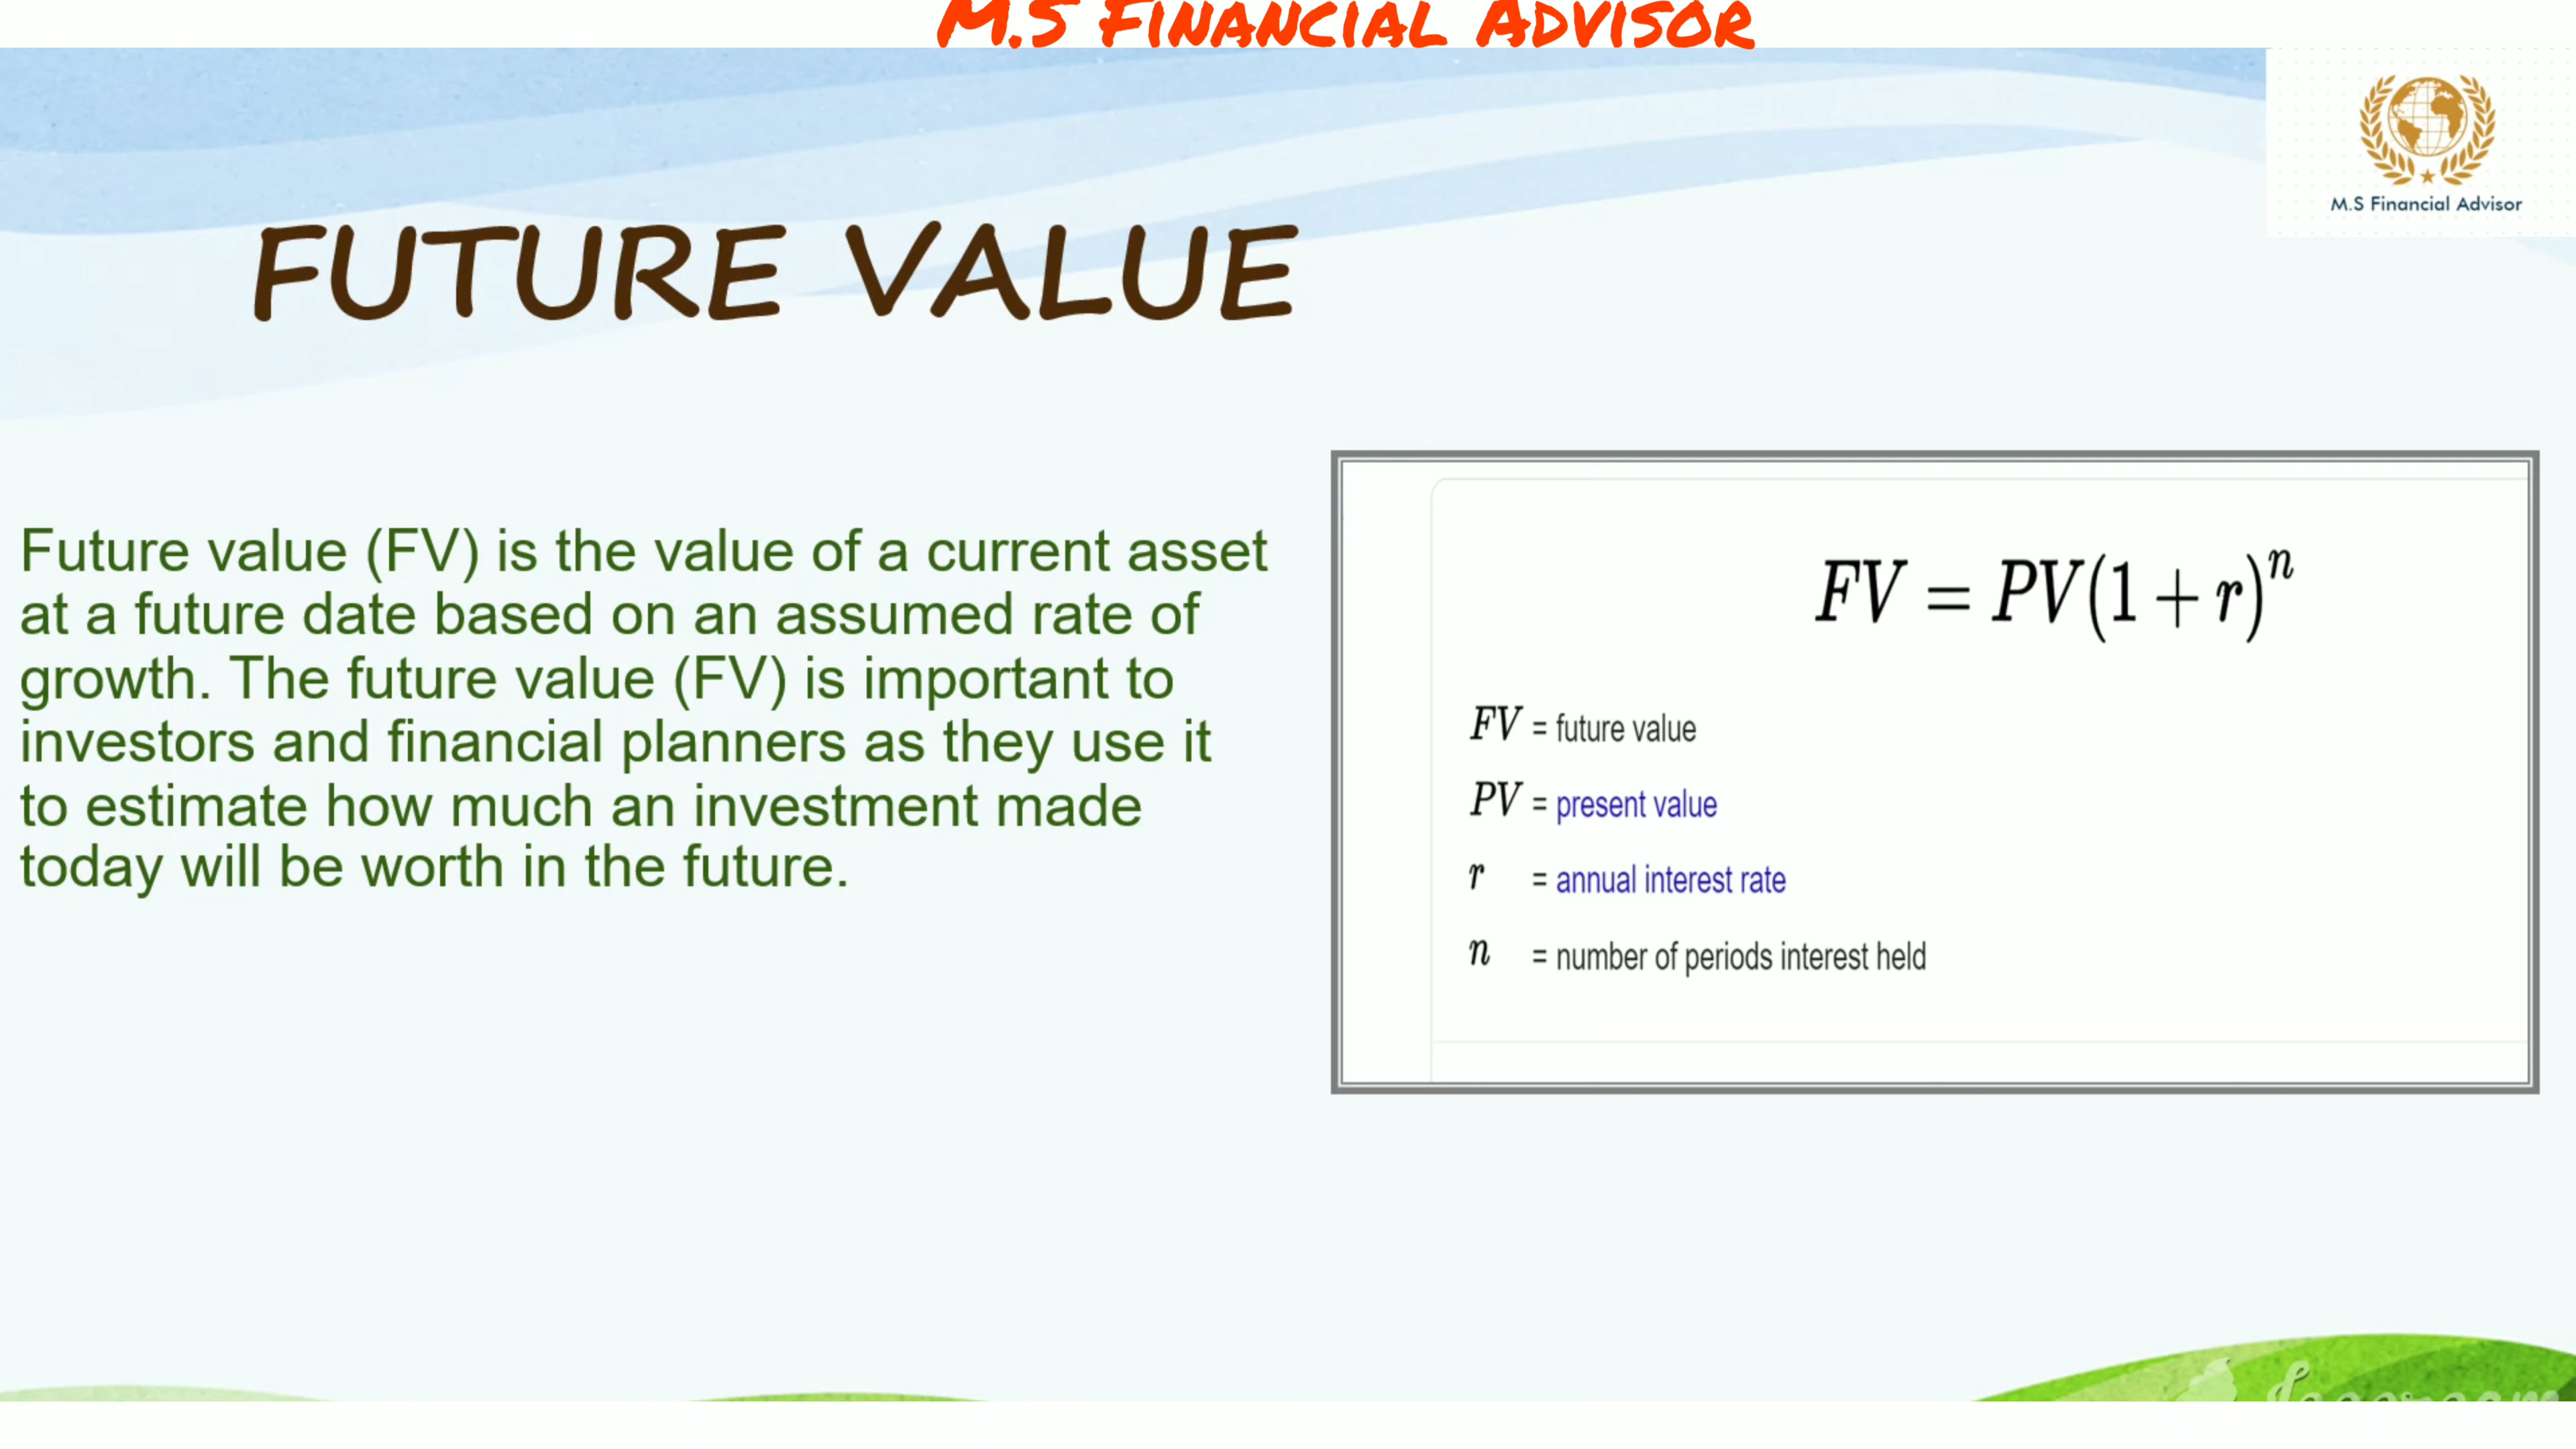 M.S FINANCIAL ADVISOR
M.S Financial Advisor
FUTURE VALUE
Future value (FV) is the value of a current asset
at a future date based on an assumed rate of
growth. The future value (FV) is important to
investors and financial planners as they use it
to estimate how much an investment made
today will be worth in the future.
FV = PV(1 + r)^n
FV = future value
PV = present value
r = annual interest rate
n = number of periods interest held